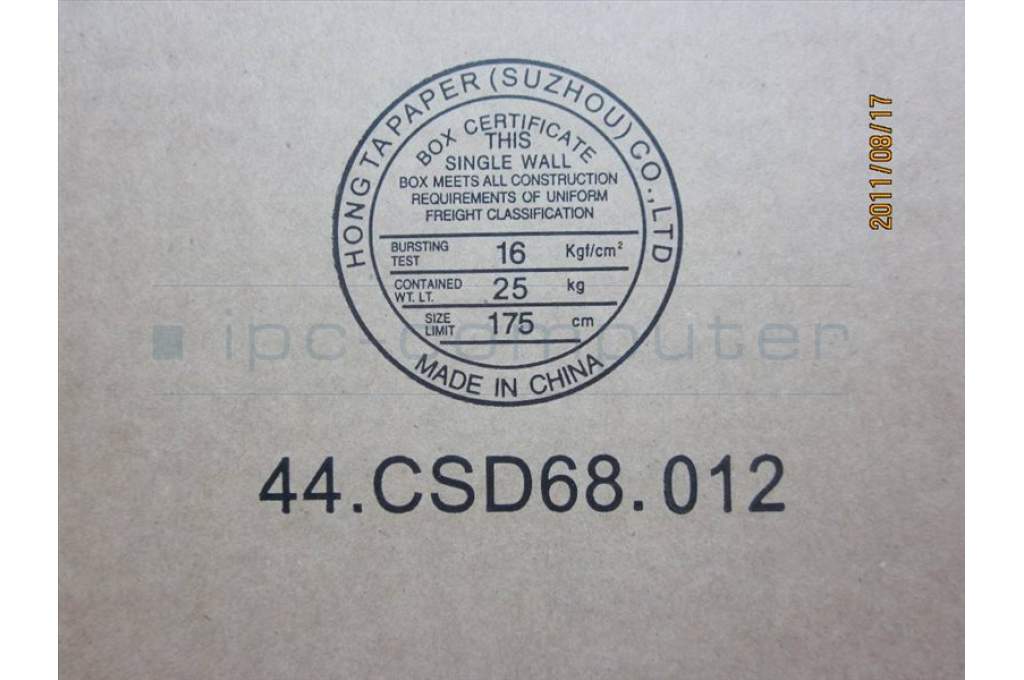 HONG TA PAPER (SUZHOU) CO.,LTD
BOX CERTIFICATE
THIS
SINGLE WALL
BOX MEETS ALL CONSTRUCTION
REQUIREMENTS OF UNIFORM
FREIGHT CLASSIFICATION
BURSTING TEST 16 Kgf/cm²
CONTAINED WT. LT. 25 kg
SIZE LIMIT 175 cm
MADE IN CHINA
ipc-computer
44.CSD68.012
2011/08/17